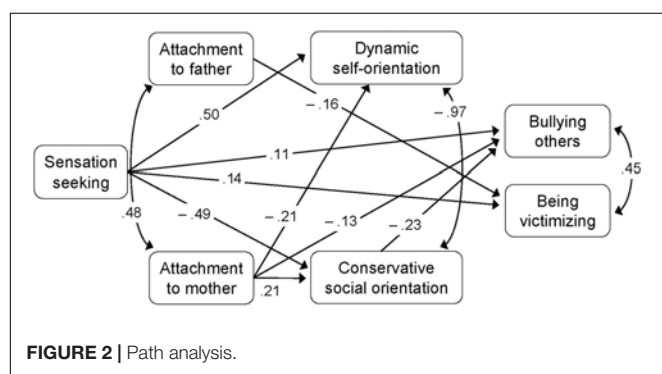 Attachment
to father
Dynamic
self-orientation
– .16
.50
– .97
Bullying
others
Sensation
seeking
.11
.14
.45
Being
victimizing
.48
– .49
– .21
– .13
– .23
Attachment
to mother
.21
Conservative
social orientation
FIGURE 2 | Path analysis.